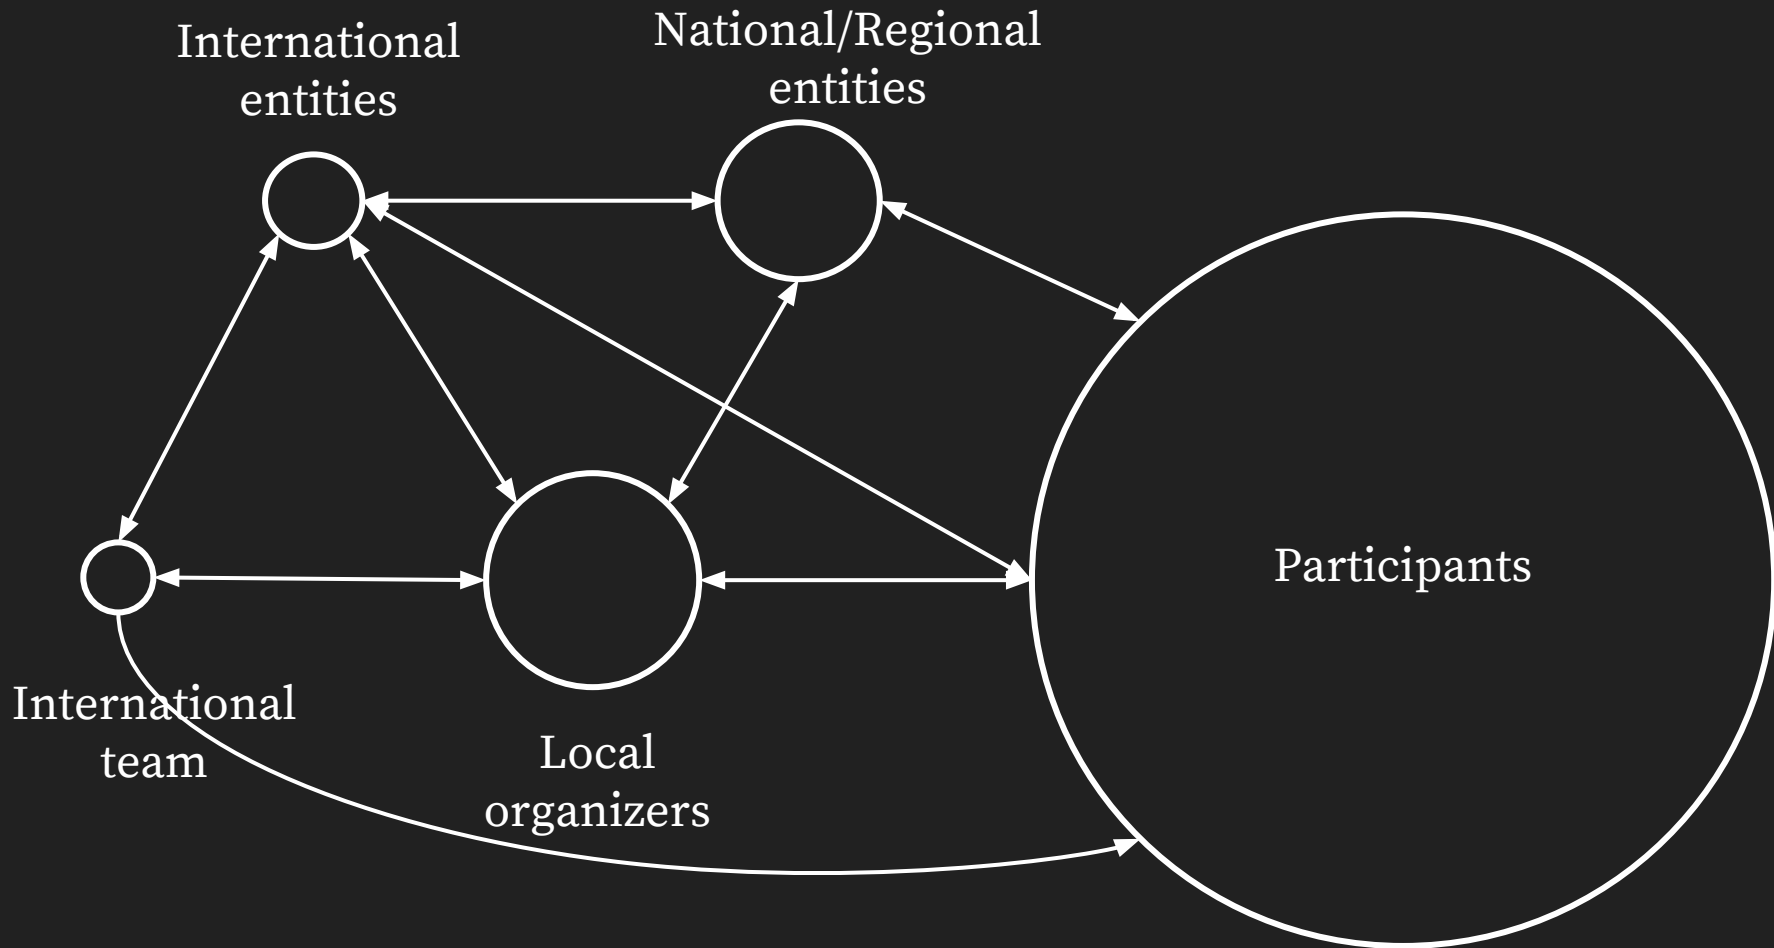 International
entities
National/Regional
entities
Participants
International
team
Local
organizers